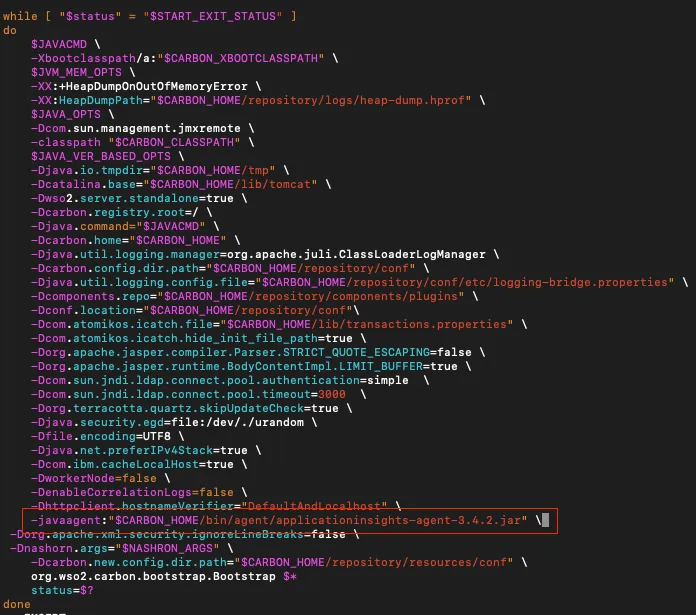 while [ "$status" = "$START_EXIT_STATUS" ]
do
$JAVACMD \
-Xbootclasspath/a:"$CARBON_XBOOTCLASSPATH" \
$JVM_MEM_OPTS \
-XX:+HeapDumpOnOutOfMemoryError \
-XX:HeapDumpPath="$CARBON_HOME/repository/logs/heap-dump.hprof" \
$JAVA_OPTS \
-Dcom.sun.management.jmxremote \
-classpath "$CARBON_CLASSPATH" \
$JAVA_VER_BASED_OPTS \
-Djava.io.tmpdir="$CARBON_HOME/tmp" \
-Dcatalina.base="$CARBON_HOME/lib/tomcat" \
-Dwso2.server.standalone=true \
-Dcarbon.registry.root=/ \
-Djava.command="$JAVACMD" \
-Dcarbon.home="$CARBON_HOME" \
-Djava.util.logging.manager=org.apache.juli.ClassLoaderLogManager \
-Dcarbon.config.dir.path="$CARBON_HOME/repository/conf" \
-Djava.util.logging.config.file="$CARBON_HOME/repository/conf/etc/logging-bridge.properties" \
-Dcomponents.repo="$CARBON_HOME/repository/components/plugins" \
-Dconf.location="$CARBON_HOME/repository/conf"\
-Dcom.atomikos.icatch.file="$CARBON_HOME/lib/transactions.properties" \
-Dcom.atomikos.icatch.hide_init_file_path=true \
-Dorg.apache.jasper.compiler.Parser.STRICT_QUOTE_ESCAPING=false \
-Dorg.apache.jasper.runtime.BodyContentImpl.LIMIT_BUFFER=true \
-Dcom.sun.jndi.ldap.connect.pool.authentication=simple  \
-Dcom.sun.jndi.ldap.connect.pool.timeout=3000  \
-Dorg.terracotta.quartz.skipUpdateCheck=true \
-Djava.security.egd=file:/dev/./urandom \
-Dfile.encoding=UTF8 \
-Djava.net.preferIPv4Stack=true \
-Dcom.ibm.cacheLocalHost=true \
-DworkerNode=false \
-DenableCorrelationLogs=false \
-Dhttpclient.hostnameVerifier="DefaultAndLocalhost" \
-javaagent:"$CARBON_HOME/bin/agent/applicationinsights-agent-3.4.2.jar" \
-Dorg.apache.xml.security.ignoreLineBreaks=false \
-Dnashorn.args="$NASHRON_ARGS" \
-Dcarbon.new.config.dir.path="$CARBON_HOME/repository/resources/conf" \
org.wso2.carbon.bootstrap.Bootstrap $*
status=$?
done